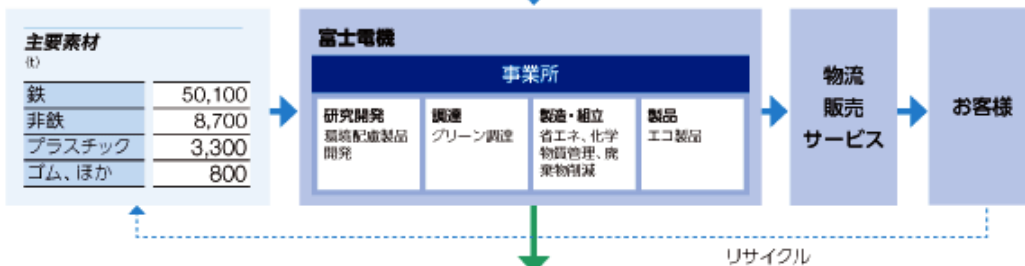 主要素材
(t)
鉄 50,100
非鉄 8,700
プラスチック 3,300
ゴム、ほか 800
富士電機
事業所
研究開発
環境配慮製品
開発
調達
グリーン調達
製造・組立
省エネ、化学
物質管理、廃
棄物削減
製品
エコ製品
物流
販売
サービス
お客様
リサイクル